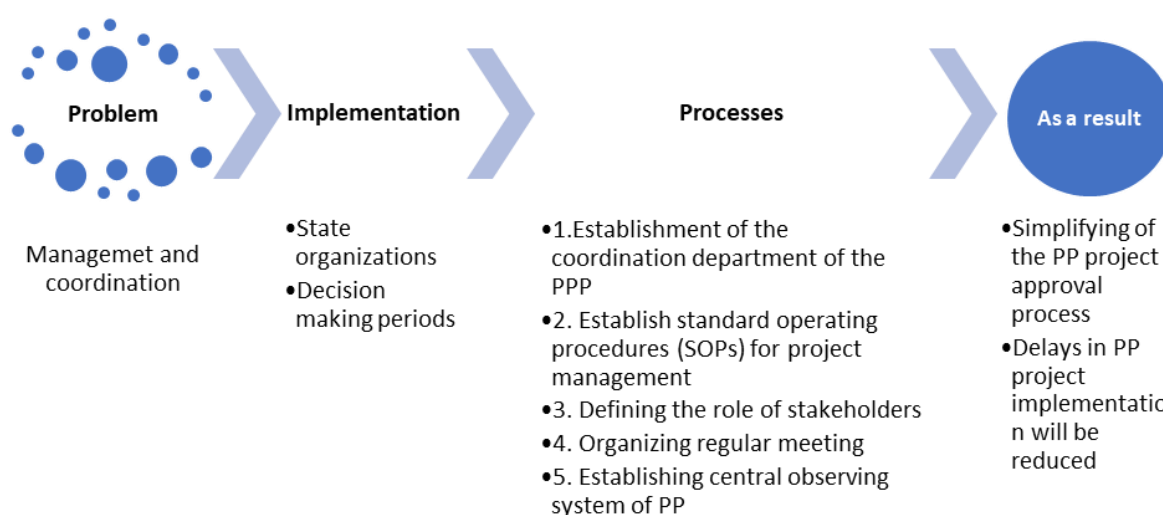 Problem
Managemet and
coordination
Implementation
•State
organizations
•Decision
making periods
Processes
•1.Establishment of the
coordination department of the
PPP
•2. Establish standard operating
procedures (SOPs) for project
management
•3. Defining the role of stakeholders
•4. Organizing regular meeting
•5. Establishing central observing
system of PP
As a result
•Simplifying of
the PP project
approval
process
•Delays in PP
project
implementatio
n will be
reduced